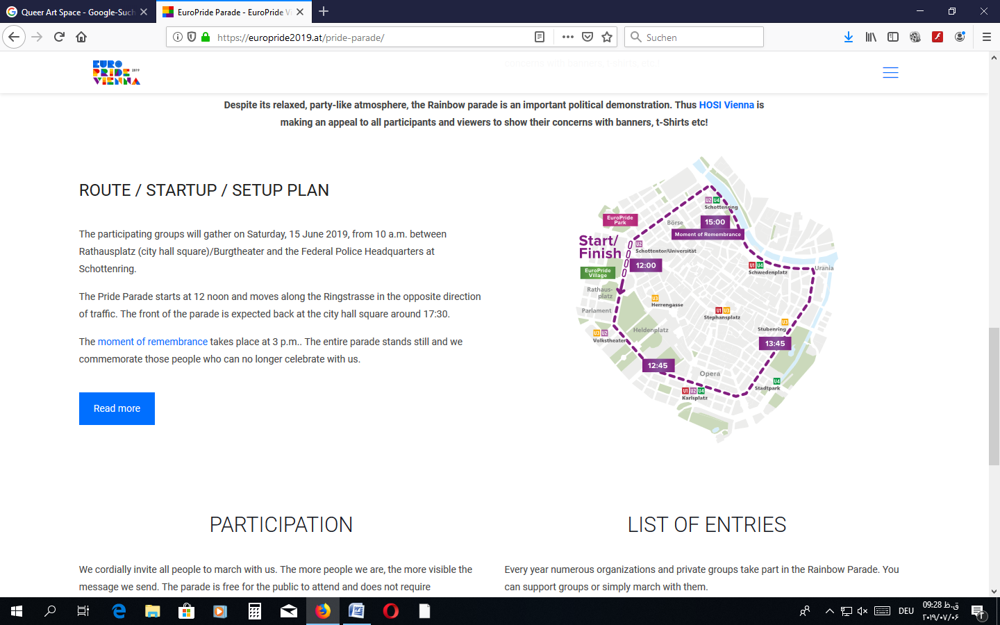 Queer Art Space - Google-Such
EuroPride Parade - EuroPride Vi
https://europride2019.at/pride-parade/
Suchen
EURO
PRIDE 2019
VIENNA
concerns with banners, t-Shirts, etc.!
Despite its relaxed, party-like atmosphere, the Rainbow parade is an important political demonstration. Thus HOSI Vienna is
making an appeal to all participants and viewers to show their concerns with banners, t-Shirts etc!
ROUTE / STARTUP / SETUP PLAN
The participating groups will gather on Saturday, 15 June 2019, from 10 a.m. between
Rathausplatz (city hall square)/Burgtheater and the Federal Police Headquarters at
Schottenring.
The Pride Parade starts at 12 noon and moves along the Ringstrasse in the opposite direction
of traffic. The front of the parade is expected back at the city hall square around 17:30.
The moment of remembrance takes place at 3 p.m.. The entire parade stands still and we
commemorate those people who can no longer celebrate with us.
Read more
U2 U4
Schottenring
EuroPride
Park
Börse
15:00
Moment of Remembrance
Start/
Finish
U2
Schottentor/Universität
12:00
U1 U4
Schwedenplatz
Urania
EuroPride
Village
Rathaus-
platz
U3
Herrengasse
Parlament
U1 U3
Stephansplatz
U3
Stubenring
Heldenplatz
U3 U2
Volkstheater
13:45
12:45
Opera
U4
Stadtpark
U1 U2 U4
Karlsplatz
PARTICIPATION
We cordially invite all people to march with us. The more people we are, the more visible the
message we send. The parade is free for the public to attend and does not require
LIST OF ENTRIES
Every year numerous organizations and private groups take part in the Rainbow Parade. You
can support groups or simply march with them.
DEU
09:28 ق.ظ
۲۰۱۹/۰۷/۰۶